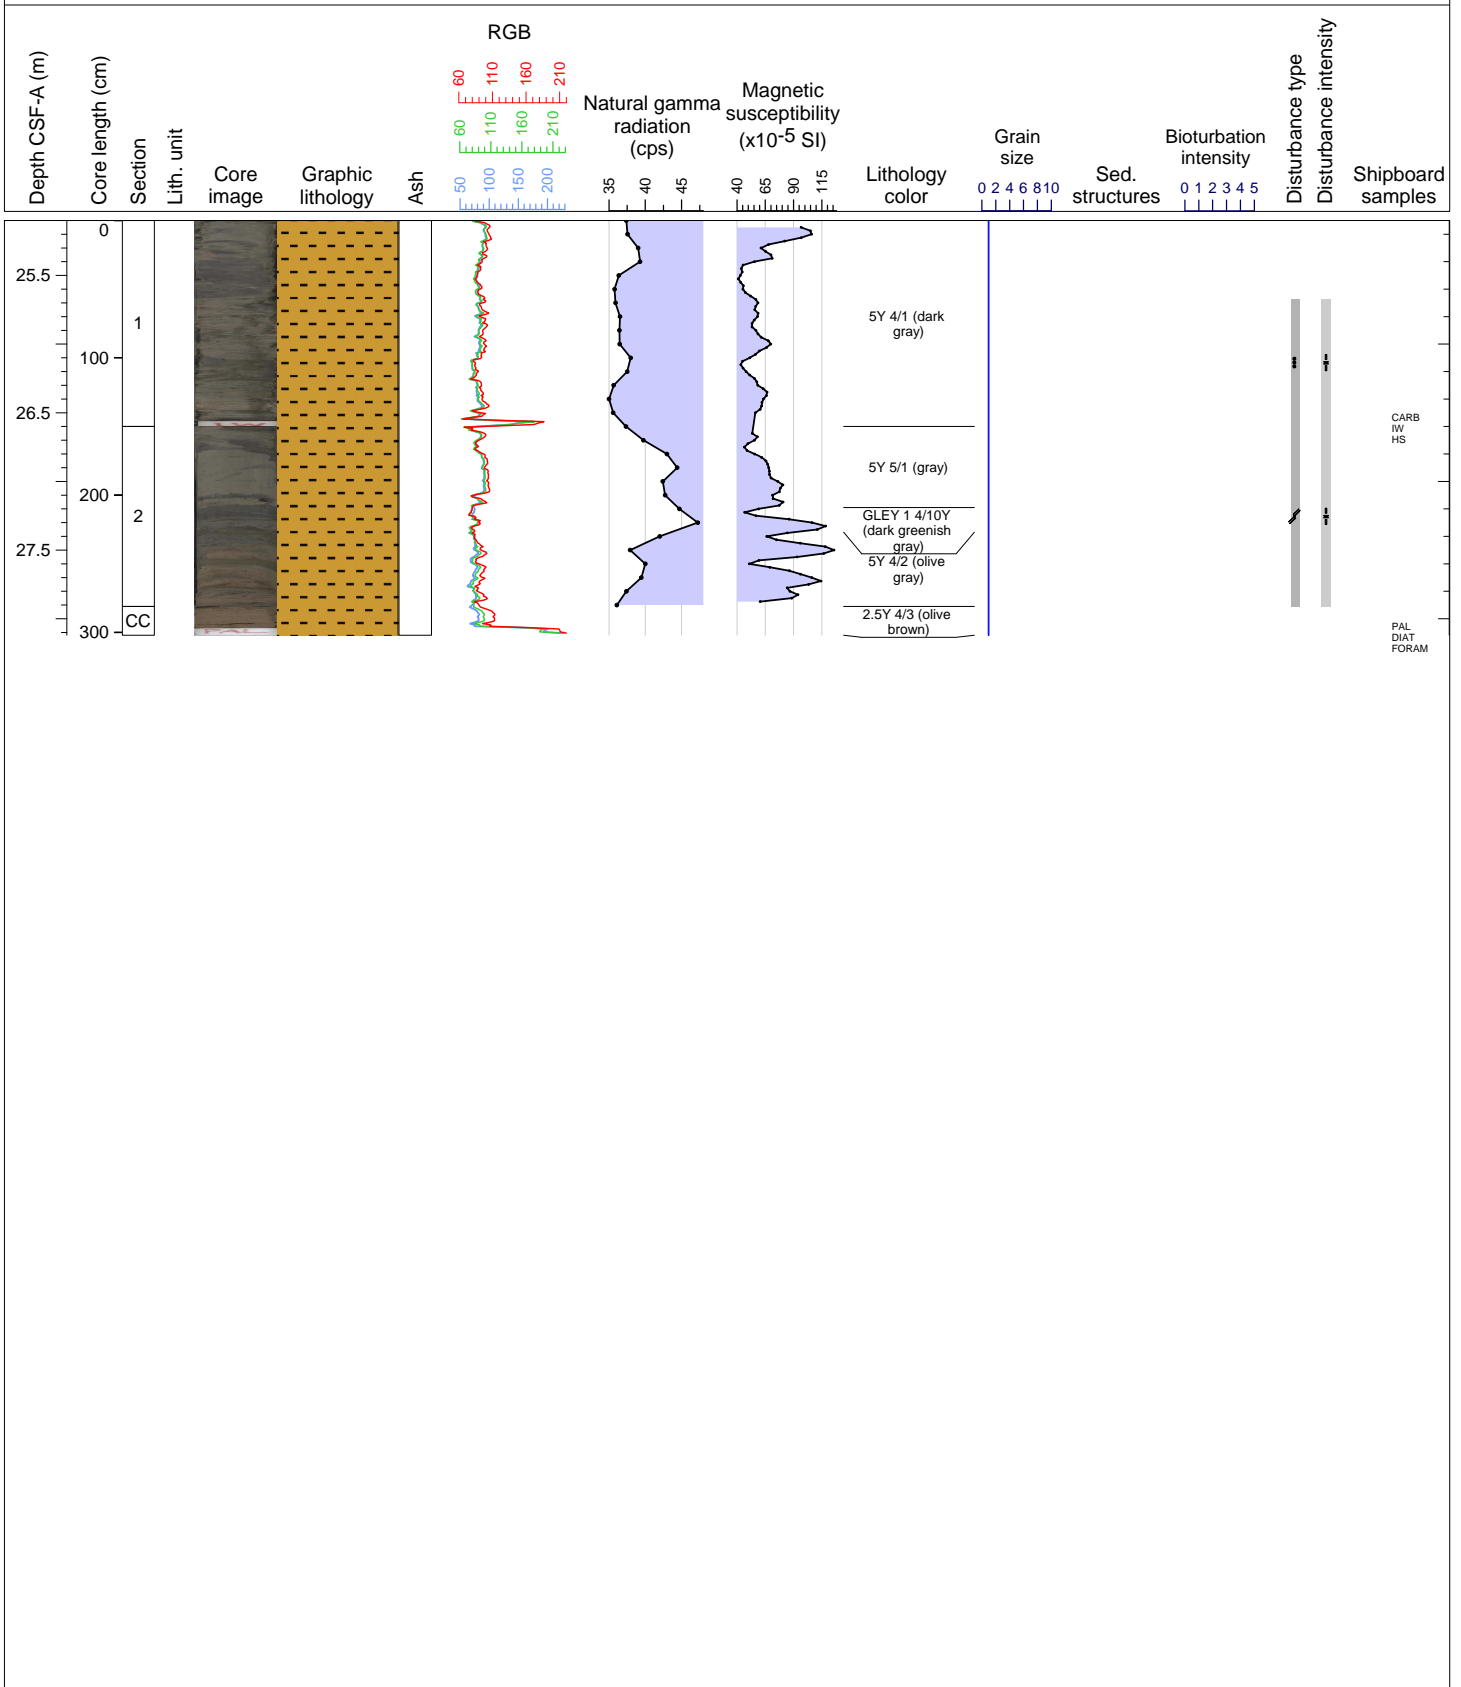 RGB
60 110 160 210
60 110 160 210
50 100 150 200
Depth CSF-A (m)
Core length (cm)
Section
Lith. unit
Core
image
Graphic
lithology
Ash
Natural gamma
radiation
(cps)
35 40 45
Magnetic
susceptibility
(x10-5 SI)
40 65 90 115
Lithology
color
Grain
size
0 2 4 6 8 10
Sed.
structures
Bioturbation
intensity
0 1 2 3 4 5
Disturbance type
Disturbance intensity
Shipboard
samples
0
25.5
1
5Y 4/1 (dark
gray)
100
26.5
CARB
IW
HS
5Y 5/1 (gray)
200
2
GLEY 1 4/10Y
(dark greenish
gray)
27.5
5Y 4/2 (olive
gray)
CC
2.5Y 4/3 (olive
brown)
300
PAL
DIAT
FORAM